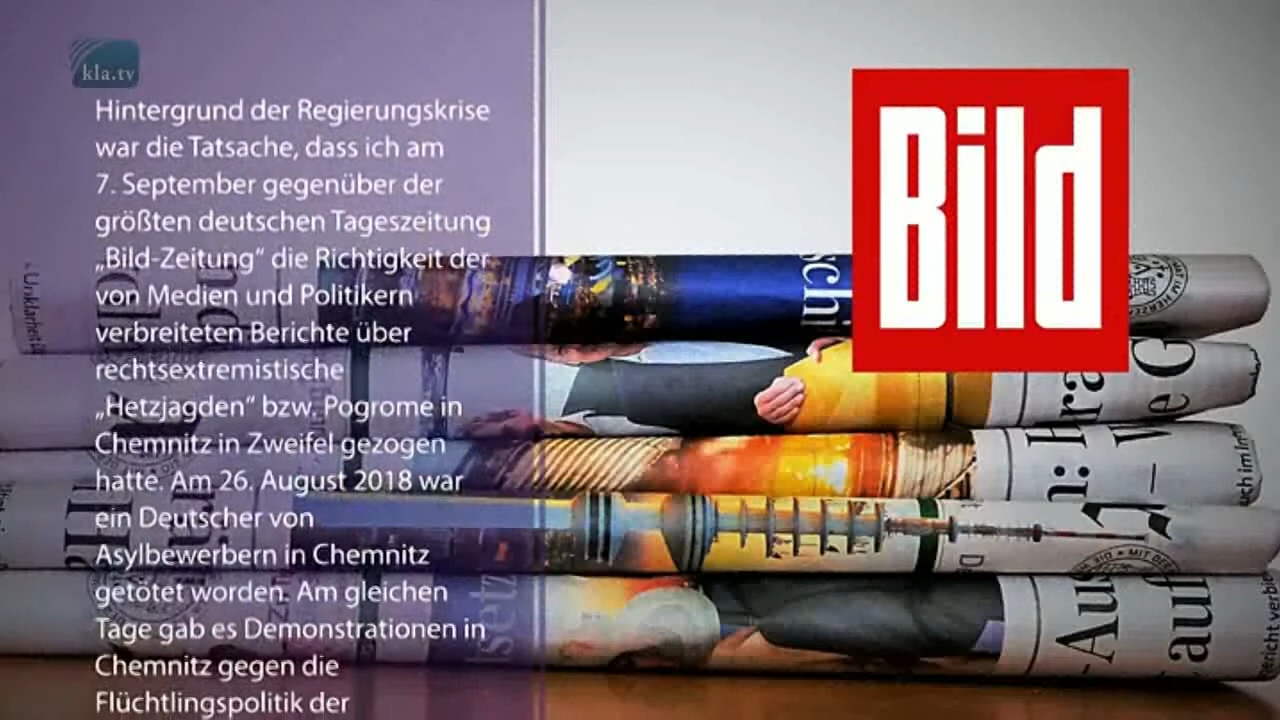 kla.tv
Hintergrund der Regierungskrise
war die Tatsache, dass ich am
7. September gegenüber der
größten deutschen Tageszeitung
„Bild-Zeitung“ die Richtigkeit der
von Medien und Politikern
verbreiteten Berichte über
rechtsextremistische
„Hetzjagden“ bzw. Pogrome in
Chemnitz in Zweifel gezogen
hatte. Am 26. August 2018 war
ein Deutscher von
Asylbewerbern in Chemnitz
getötet worden. Am gleichen
Tage gab es Demonstrationen in
Chemnitz gegen die
Flüchtlingspolitik der
Bild